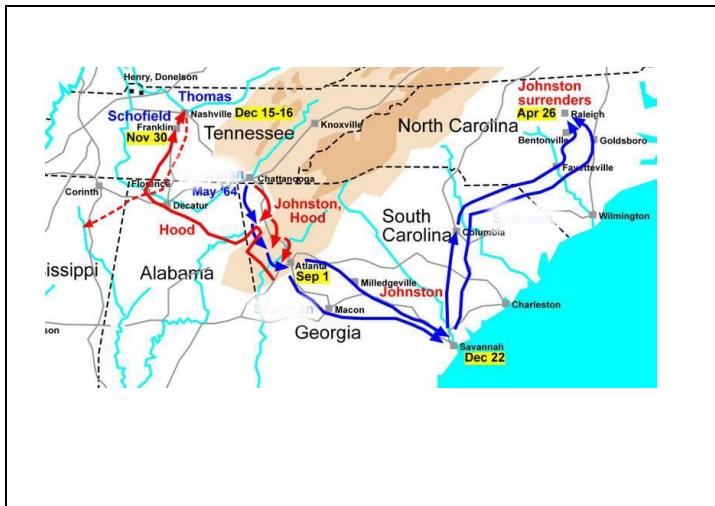 Henry, Donelson
Thomas
Nashville
Dec 15-16
Schofield
Franklin
Nov 30
Tennessee
Knoxville
North Carolina
Johnston
surrenders
Apr 26
Raleigh
Bentonville
Goldsboro
Fayetteville
Chattanooga
May '64
Corinth
Florence
Decatur
Hood
Johnston,
Hood
South
Carolina
Columbia
Wilmington
issippi
Alabama
Atlanta
Sep 1
Milledgeville
Johnston
Macon
Georgia
Charleston
son
Savannah
Dec 22